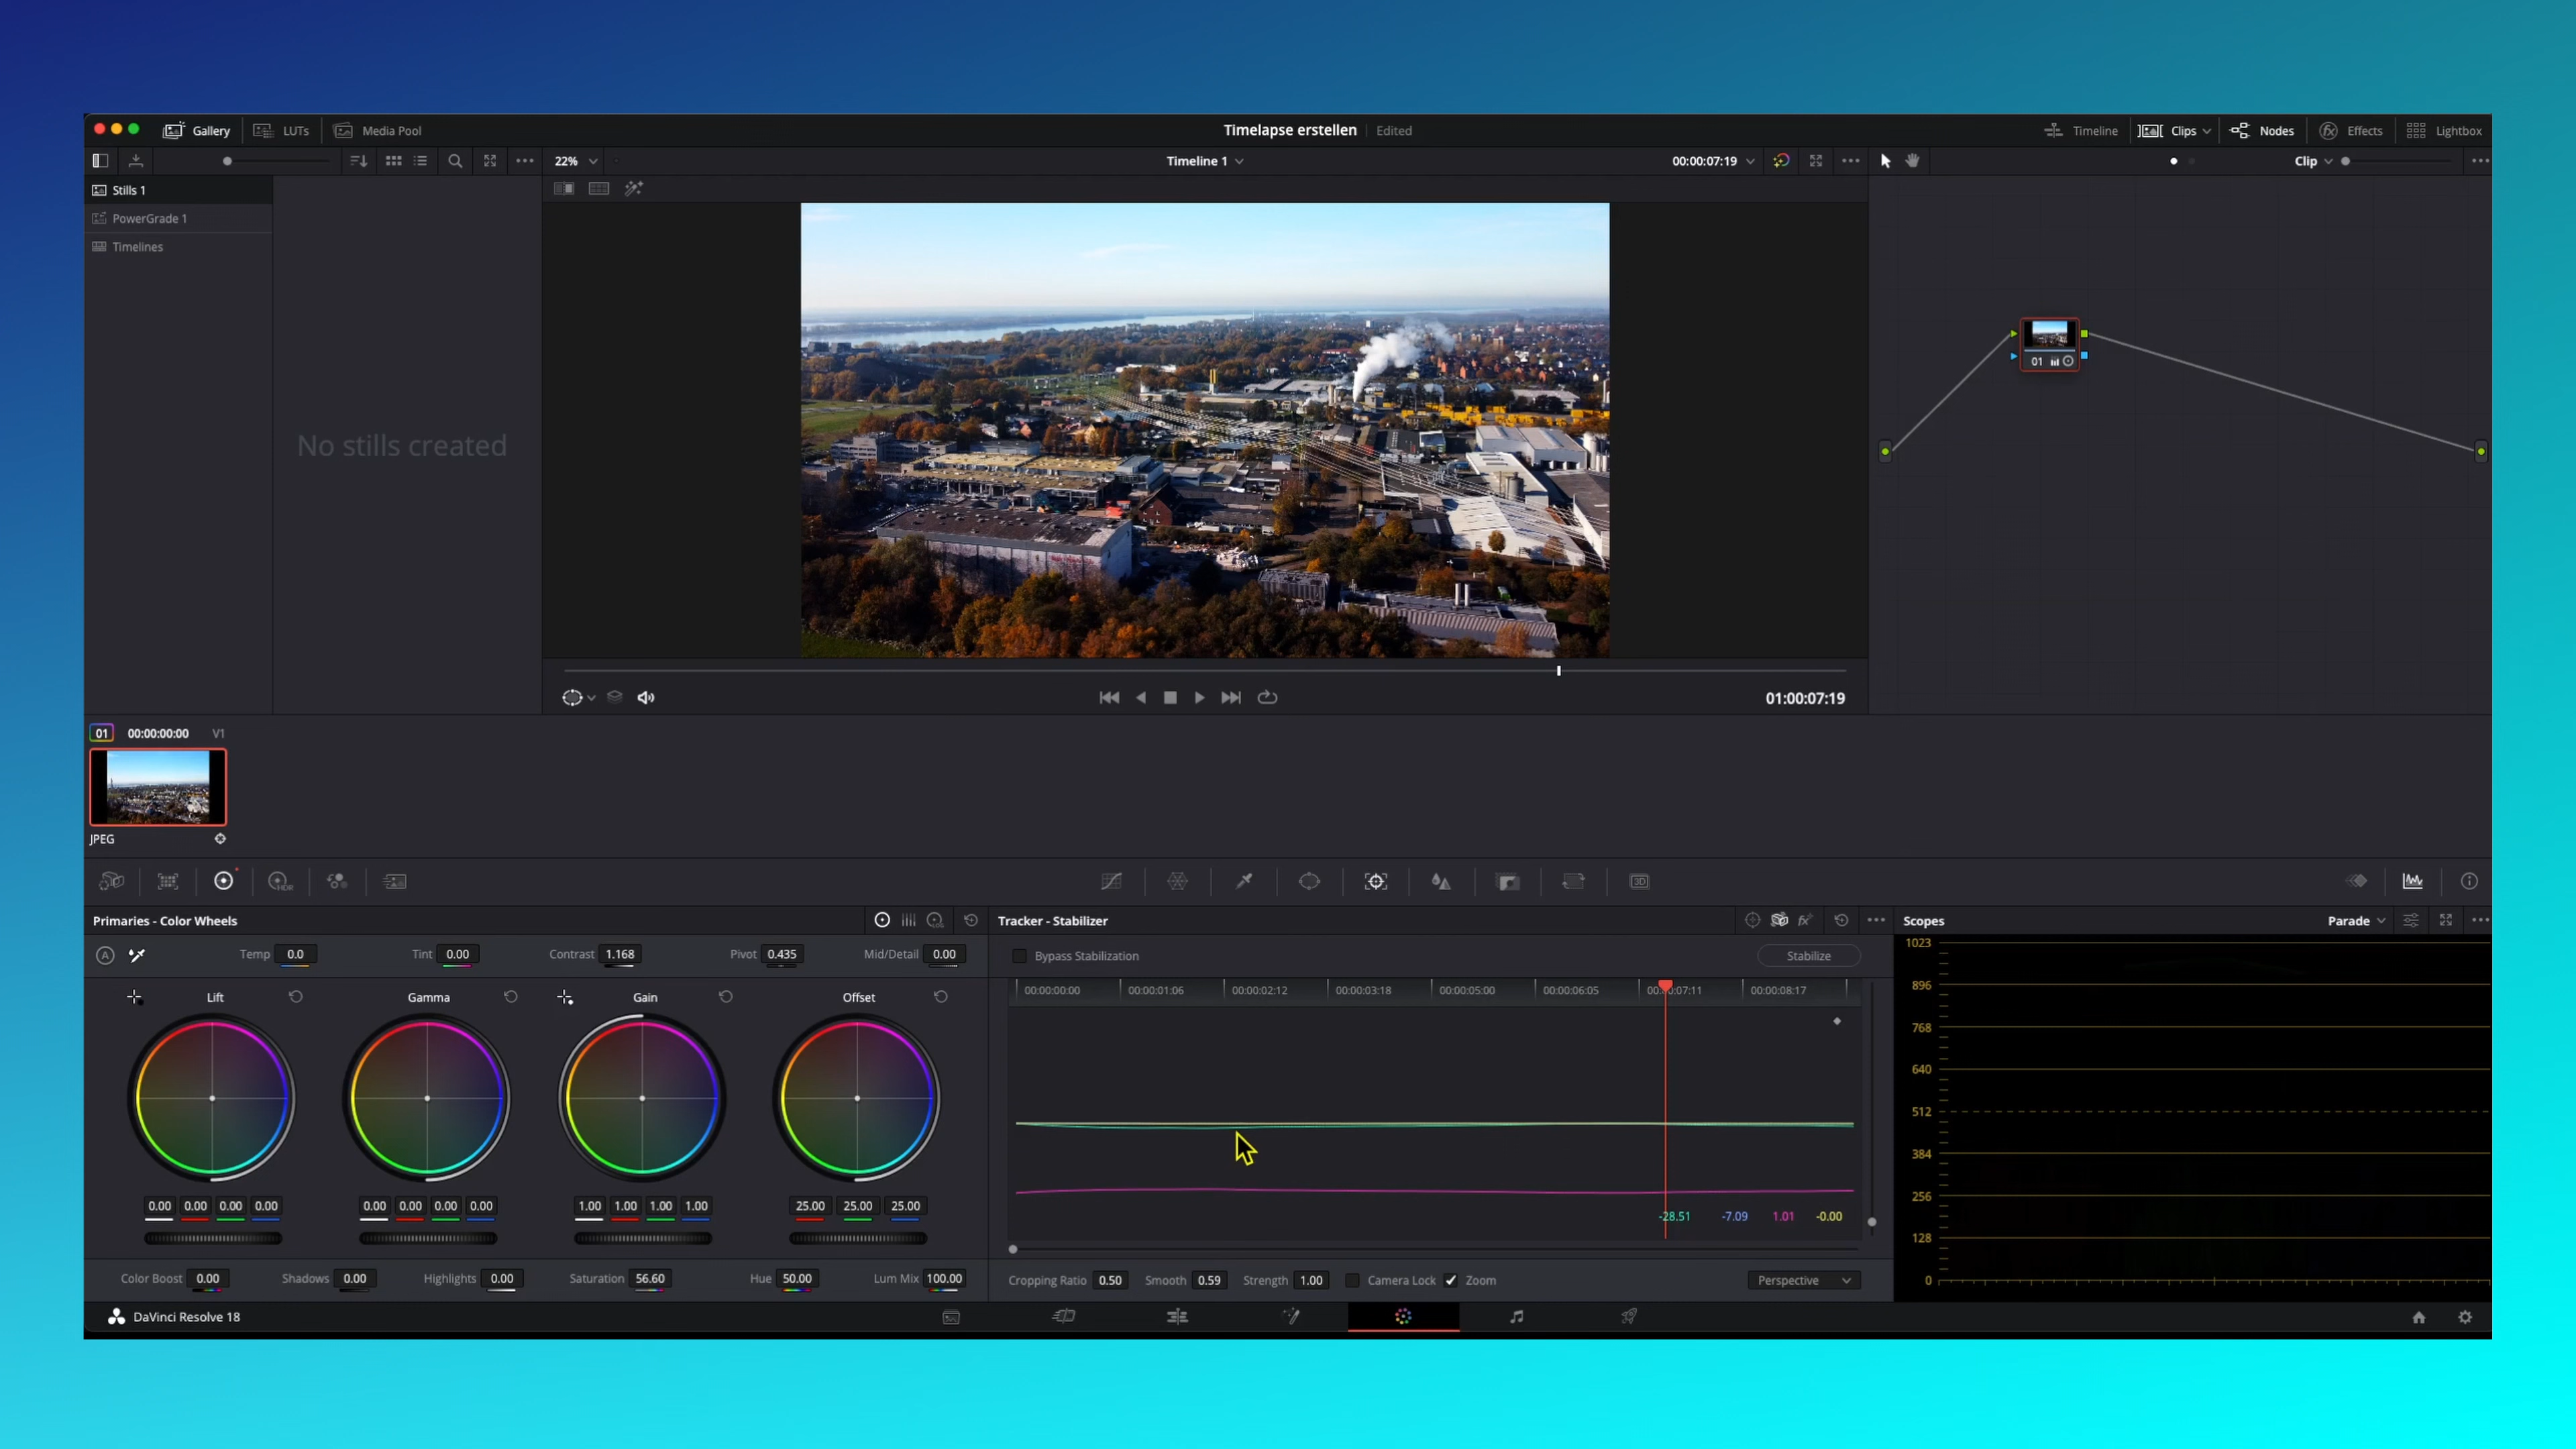 Gallery LUTs Media Pool Timelapse erstellen Edited Timeline Clips Nodes Effects Lightbox
22% Timeline 1 00:00:07:19 Clip
Stills 1
PowerGrade 1
Timelines
No stills created
01:00:07:19
01
01 00:00:00:00 V1
JPEG
HDR 3D
Primaries - Color Wheels
Tracker - Stabilizer
Scopes Parade
A Temp 0.0 Tint 0.00 Contrast 1.168 Pivot 0.435 Mid/Detail 0.00
Bypass Stabilization Stabilize
Lift Gamma Gain Offset
0.00 0.00 0.00 0.00 0.00 0.00 0.00 0.00 1.00 1.00 1.00 1.00 25.00 25.00 25.00
Color Boost 0.00 Shadows 0.00 Highlights 0.00 Saturation 56.60 Hue 50.00 Lum Mix 100.00
00:00:00:00 00:00:01:06 00:00:02:12 00:00:03:18 00:00:05:00 00:00:06:05 00:00:07:11 00:00:08:17
-28.51 -7.09 1.01 -0.00
Cropping Ratio 0.50 Smooth 0.59 Strength 1.00 Camera Lock Zoom Perspective
1023
896
768
640
512
384
256
128
0
DaVinci Resolve 18